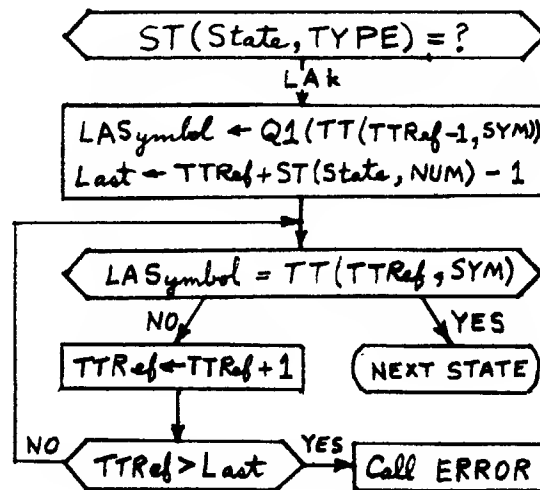 ST(State, TYPE) = ?
LAk
LASymbol ← Q1(TT(TTRef-1, SYM))
Last ← TTRef + ST(State, NUM) - 1
LASymbol = TT(TTRef, SYM)
NO YES
TTRef ← TTRef + 1 NEXT STATE
NO TTRef > Last YES Call ERROR